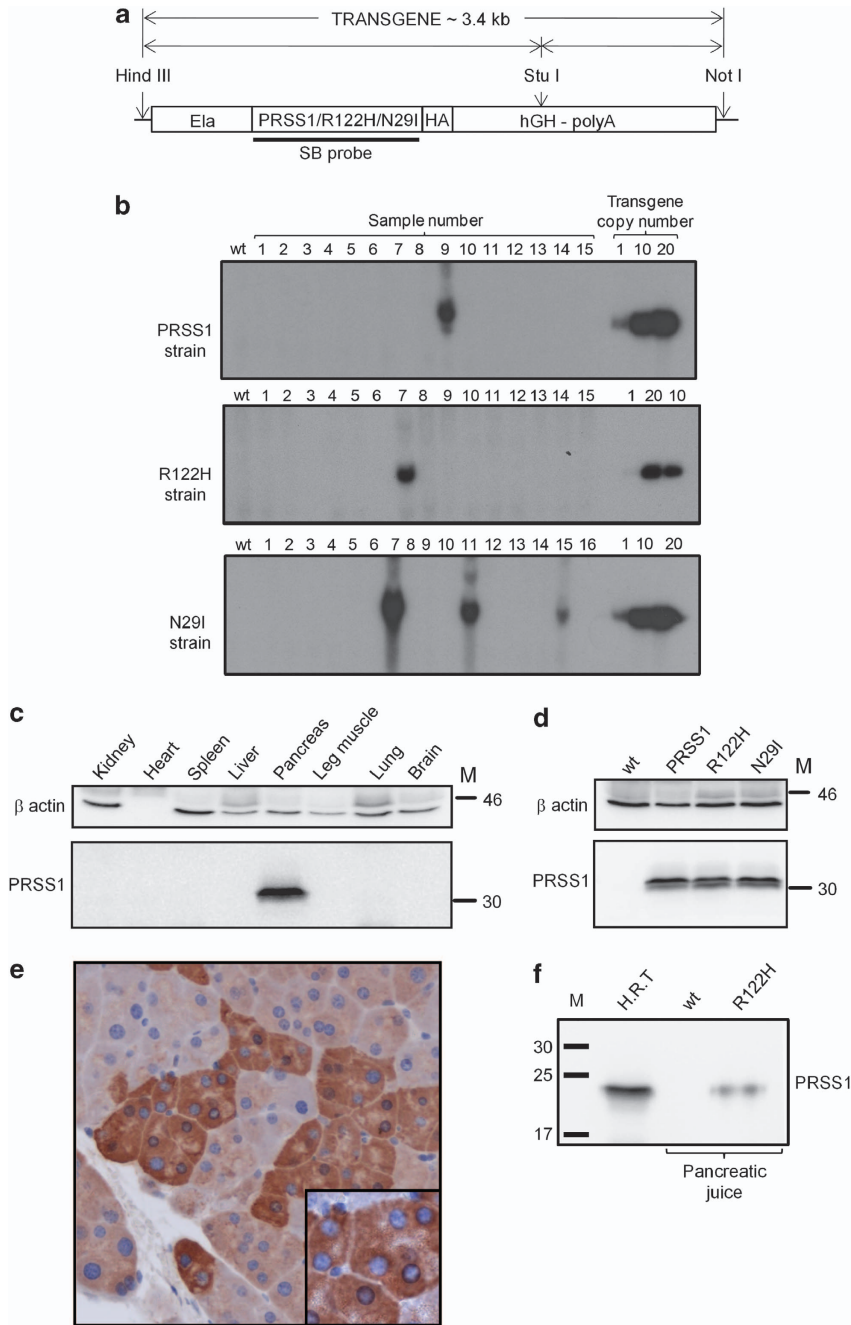 a
TRANSGENE ~ 3.4 kb
Hind III
Stu I
Not I
Ela
PRSS1/R122H/N29I
HA
hGH - polyA
SB probe
b
Sample number
Transgene
copy number
wt 1 2 3 4 5 6 7 8 9 10 11 12 13 14 15 1 10 20
PRSS1
strain
wt 1 2 3 4 5 6 7 8 9 10 11 12 13 14 15 1 20 10
R122H
strain
wt 1 2 3 4 5 6 7 8 9 10 11 12 13 14 15 16 1 10 20
N29I
strain
c
Kidney Heart Spleen Liver Pancreas Leg muscle Lung Brain M
β actin
46
PRSS1
30
d
wt PRSS1 R122H N29I M
β actin
46
PRSS1
30
e
f
M H.R.T wt R122H
30
25
17
PRSS1
Pancreatic
juice